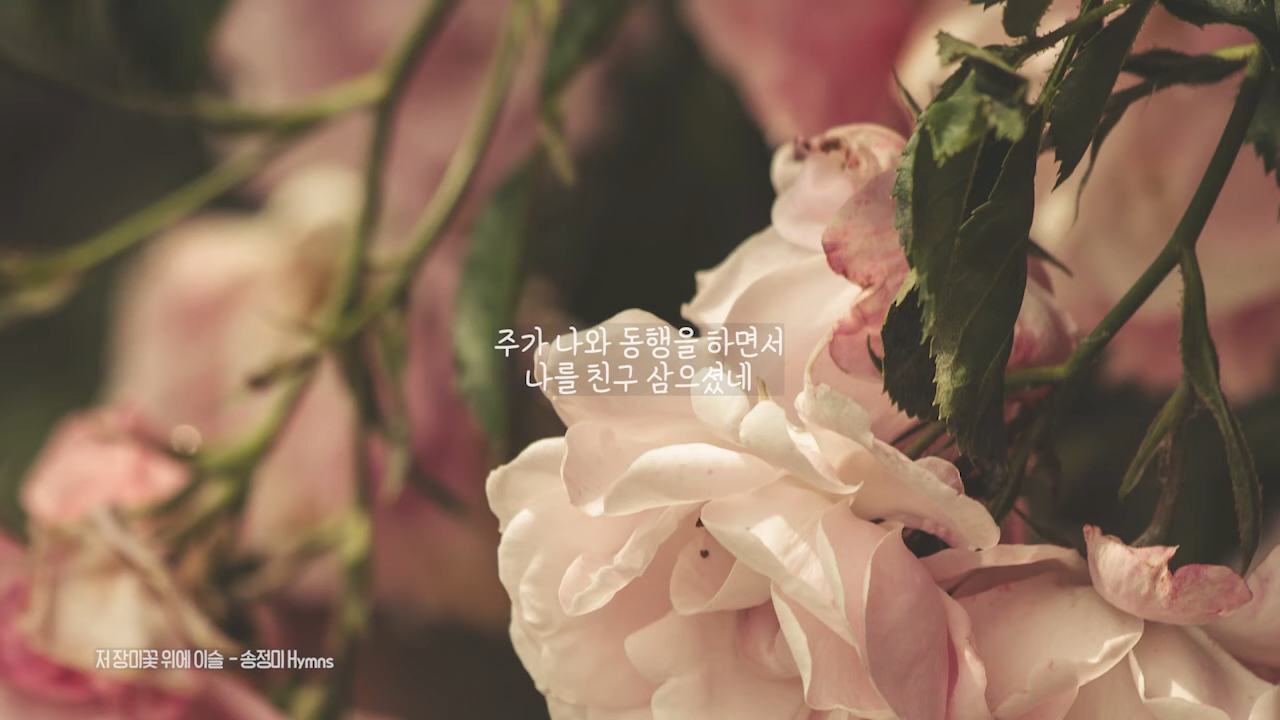 주가 나와 동행을 하면서
나를 친구 삼으셨네
저 장미꽃 위에 이슬 - 송정미 Hymns